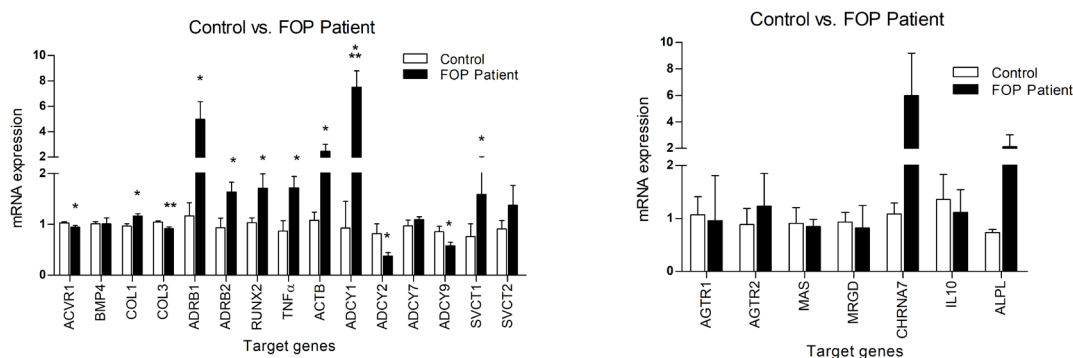 Control vs. FOP Patient
Control
FOP Patient
mRNA expression
10
8
6
4
2
2
1
0
*
*
**
*
*
*
*
*
*
**
*
*
*
ACVR1
BMP4
COL1
COL3
ADRB1
ADRB2
RUNX2
TNFα
ACTB
ADCY1
ADCY2
ADCY7
ADCY9
SVCT1
SVCT2
Target genes
Control vs. FOP Patient
Control
FOP Patient
mRNA expression
10
8
6
4
2
2
1
0
AGTR1
AGTR2
MAS
MRGD
CHRNA7
IL10
ALPL
Target genes